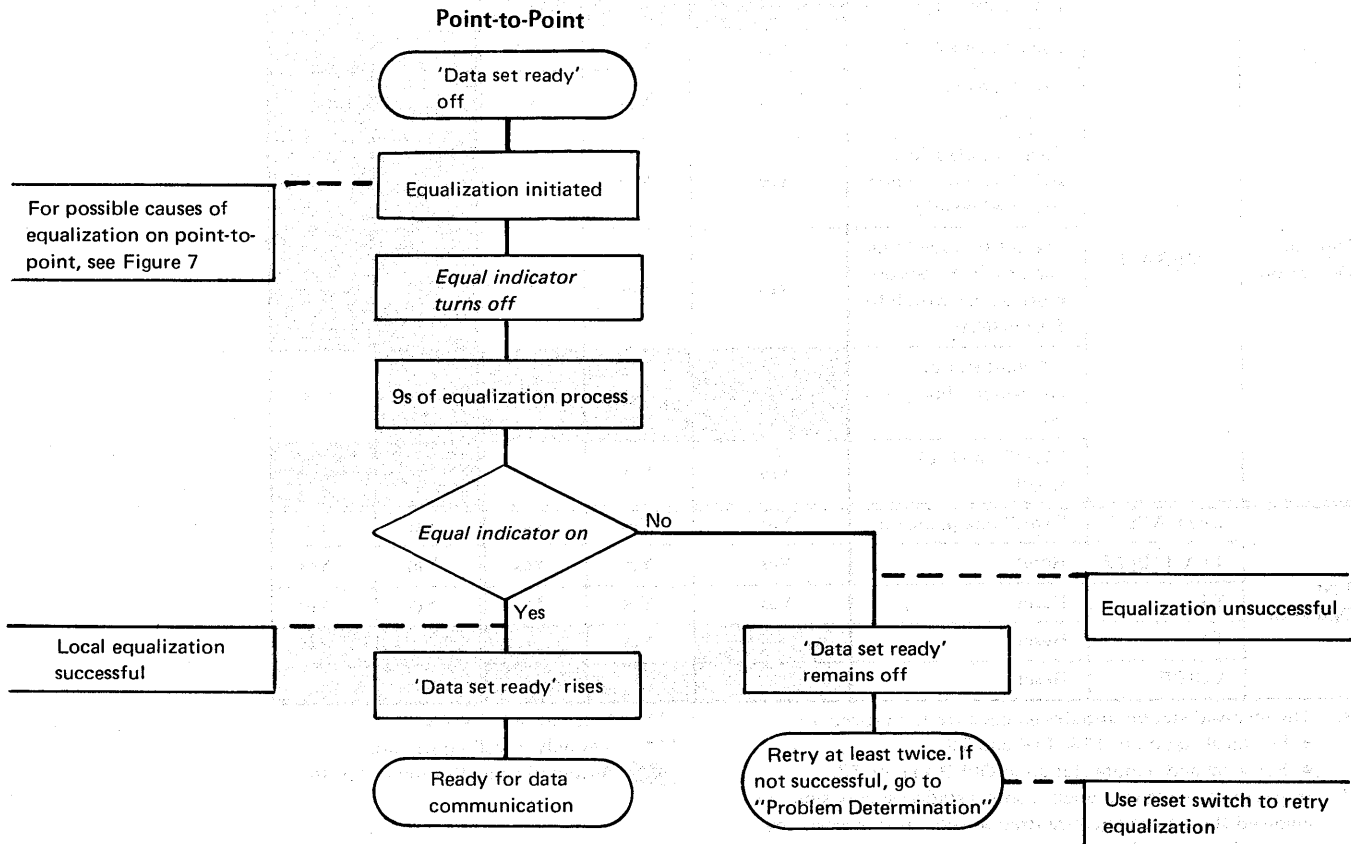 Point-to-Point
'Data set ready'
off
Equalization initiated
For possible causes of
equalization on point-to-
point, see Figure 7
Equal indicator
turns off
9s of equalization process
Equal indicator on
No
Yes
Equalization unsuccessful
Local equalization
successful
'Data set ready' rises
'Data set ready'
remains off
Ready for data
communication
Retry at least twice. If
not successful, go to
"Problem Determination"
Use reset switch to retry
equalization